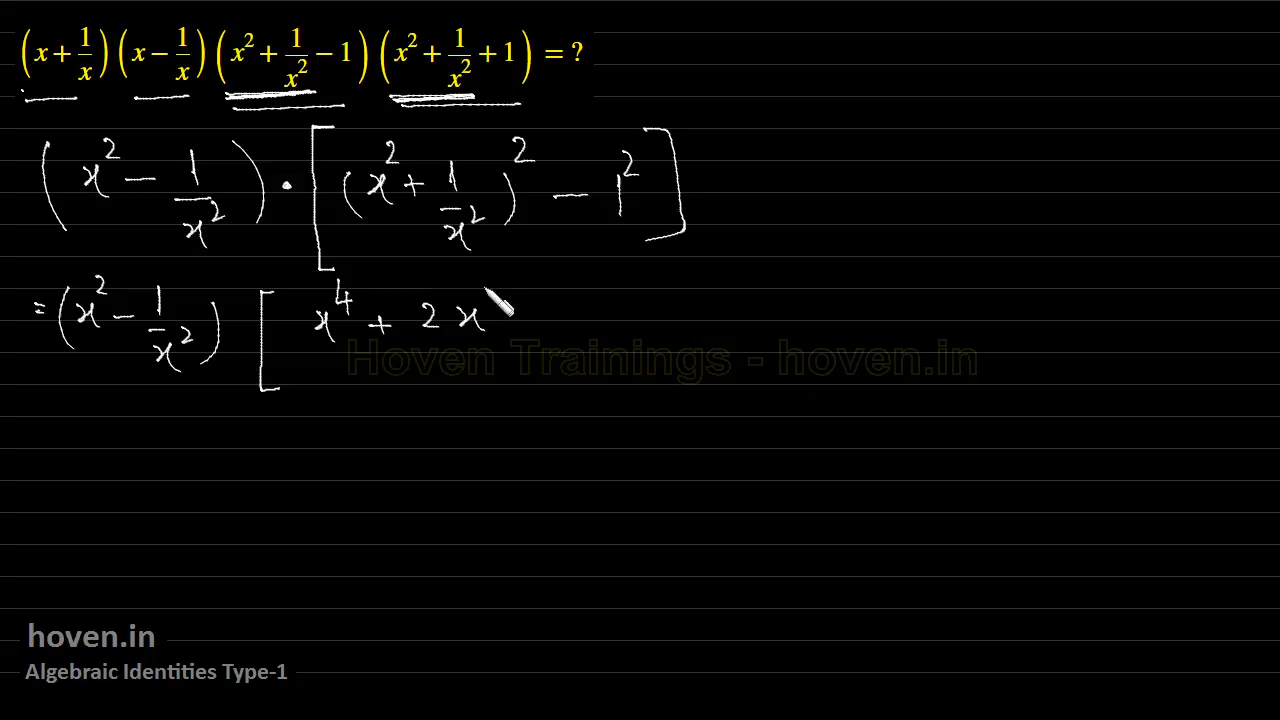 (x + 1/x) (x − 1/x) (x² + 1/x² − 1) (x² + 1/x² + 1) = ?
(x² − 1/x²) · [(x² + 1/x²)² − 1²]
= (x² − 1/x²) [ x⁴ + 2 x
Hoven Trainings - hoven.in
hoven.in
Algebraic Identities Type-1